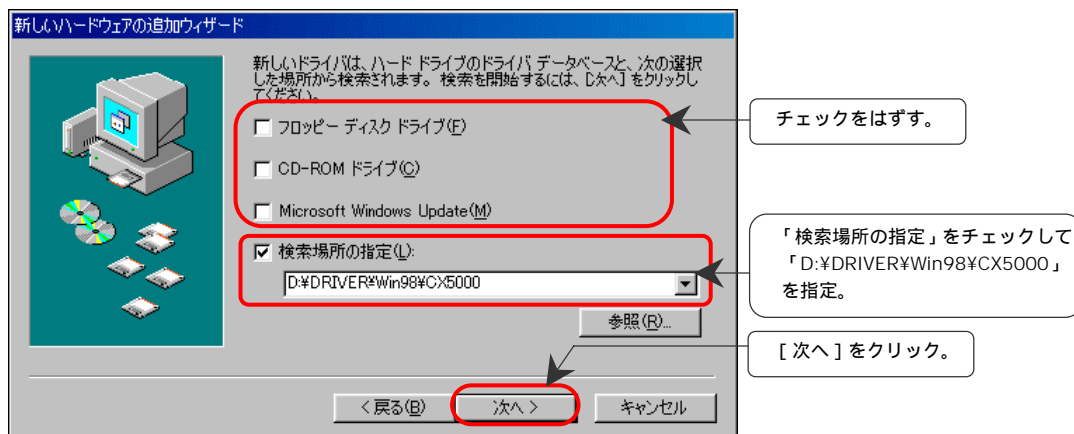 新しいハードウェアの追加ウィザード
新しいドライバは、ハード ドライブのドライバ データベースと、次の選択
した場所から検索されます。検索を開始するには、[次へ] をクリックし
てください。
フロッピー ディスク ドライブ(F)
CD-ROM ドライブ(C)
Microsoft Windows Update(M)
検索場所の指定(L):
D:¥DRIVER¥Win98¥CX5000
参照(R)...
< 戻る(B)
次へ >
キャンセル
チェックをはずす。
「検索場所の指定」をチェックして
「D:¥DRIVER¥Win98¥CX5000」
を指定。
[ 次へ ] をクリック。